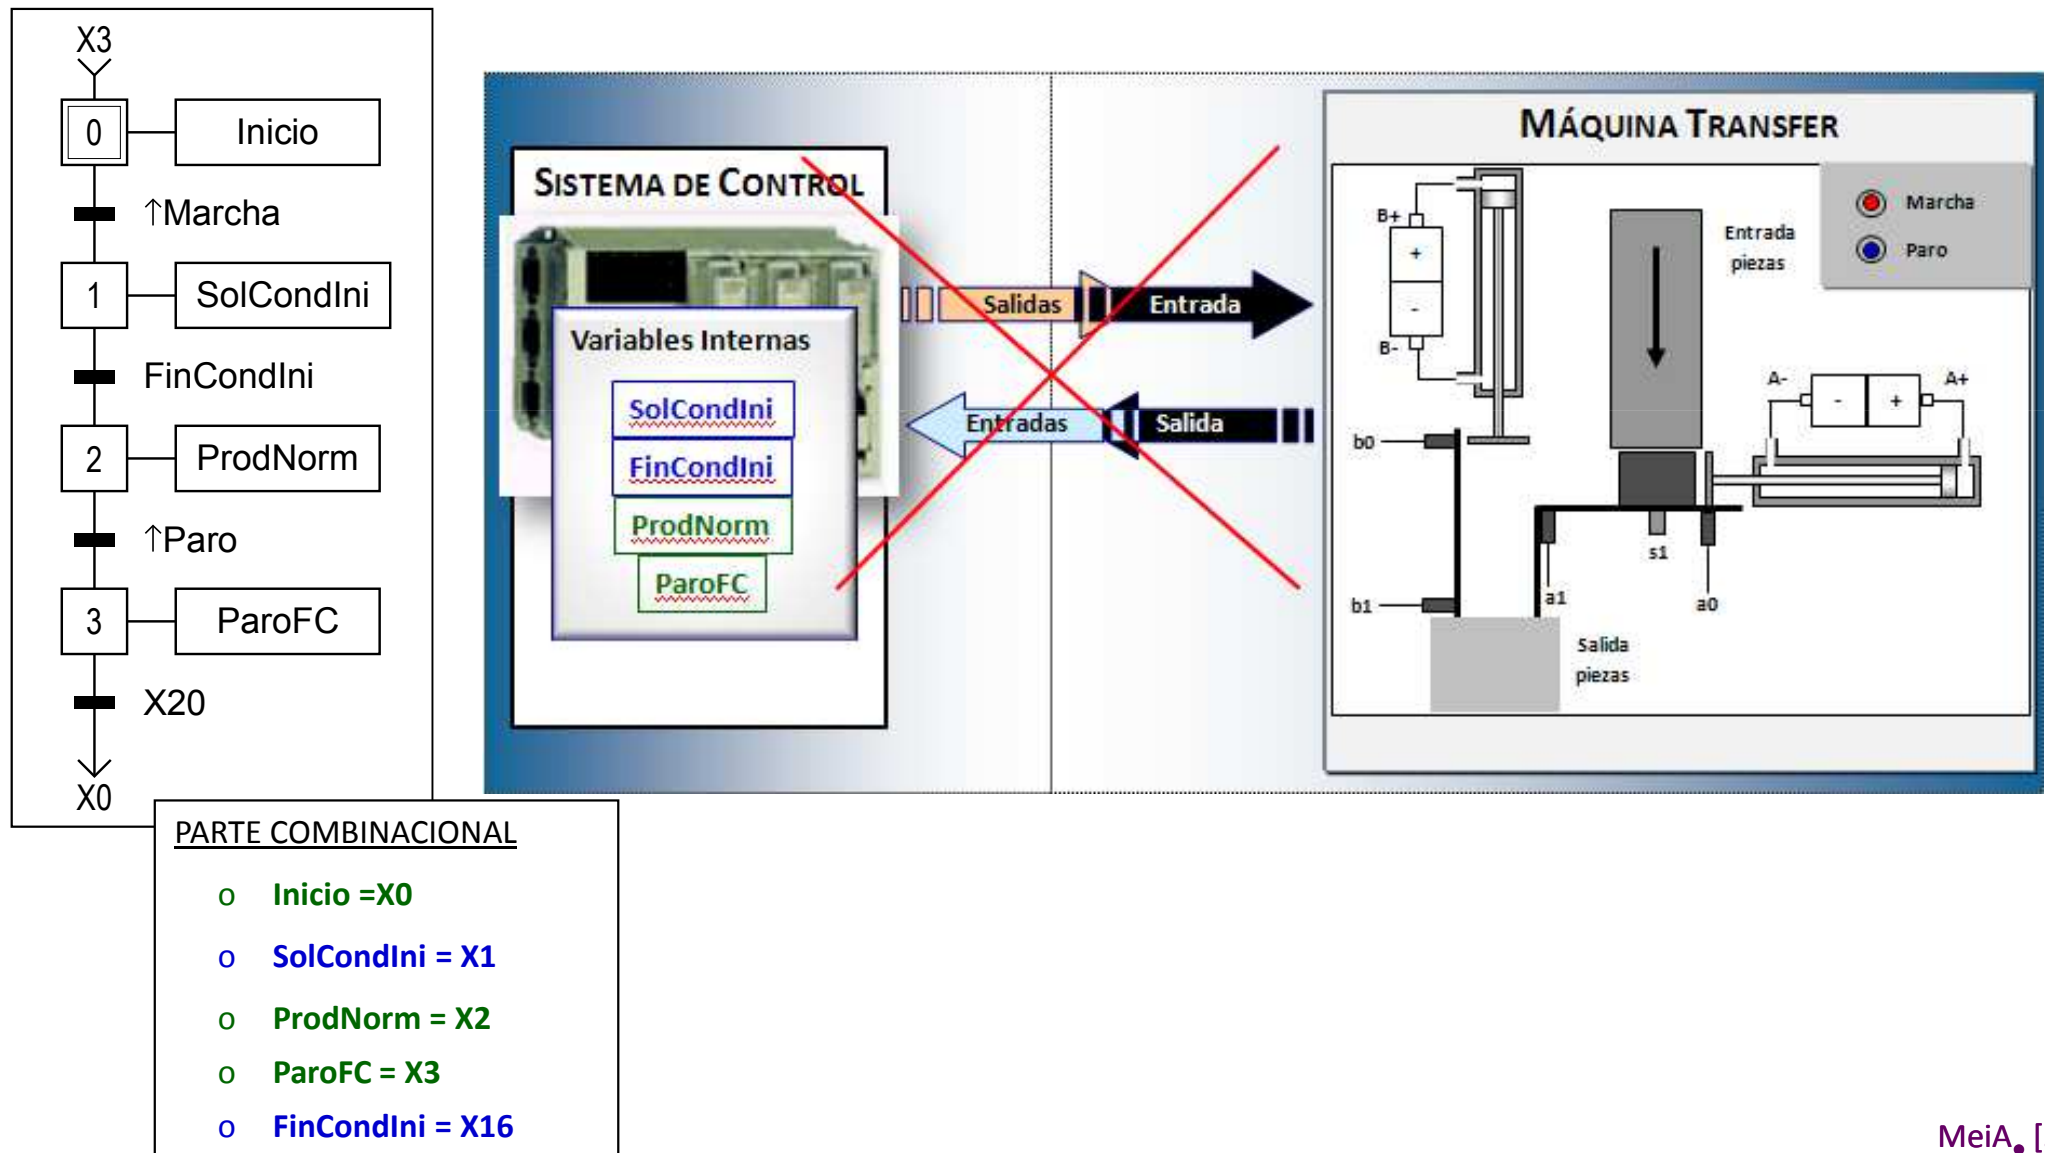 X3
0
Inicio
↑Marcha
1
SolCondIni
FinCondIni
2
ProdNorm
↑Paro
3
ParoFC
X20
X0
SISTEMA DE CONTROL
Variables Internas
SolCondIni
FinCondIni
ProdNorm
ParoFC
Salidas
Entrada
Entradas
Salida
MÁQUINA TRANSFER
Marcha
Paro
B+
+
-
B-
Entrada
piezas
A-
-
+
A+
b0
b1
a1
s1
a0
Salida
piezas
PARTE COMBINACIONAL
o Inicio =X0
o SolCondIni = X1
o ProdNorm = X2
o ParoFC = X3
o FinCondIni = X16
MeiA. [